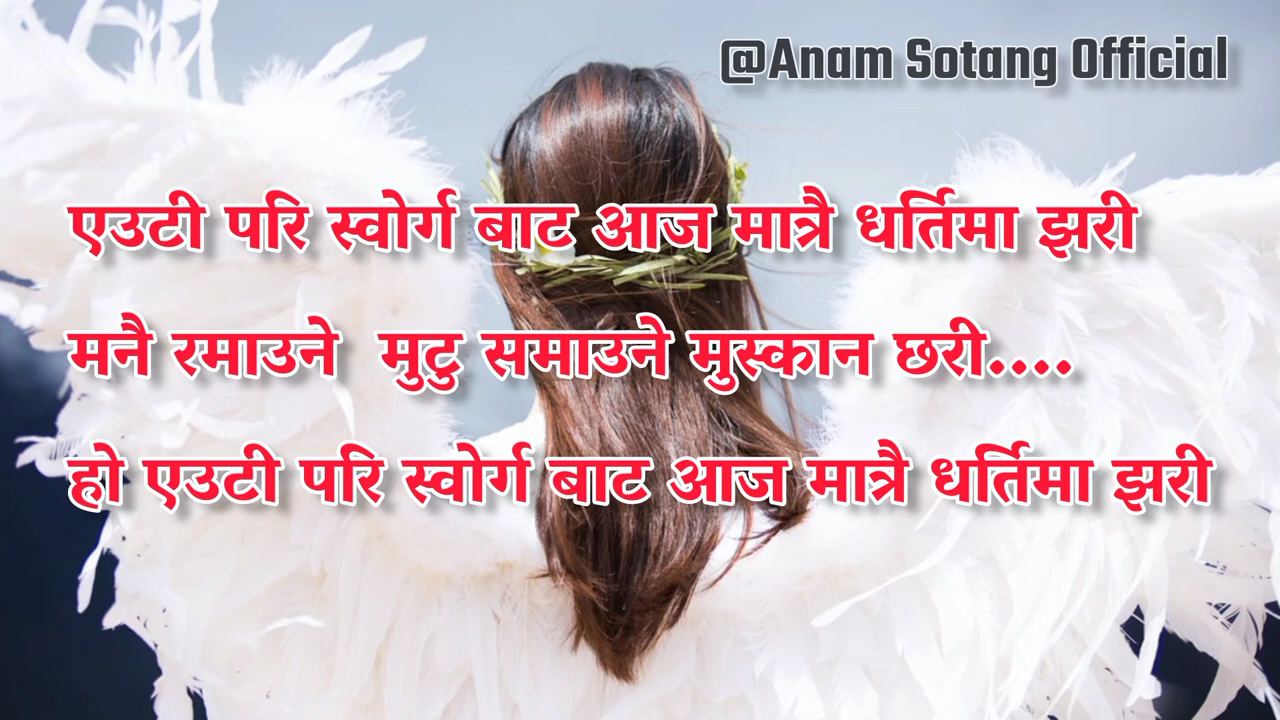 @Anam Sotang Official
एउटी परि स्वोर्ग बाट आज मात्रै धर्तिमा झरी
मनै रमाउने मुटु समाउने मुस्कान छरी....
हो एउटी परि स्वोर्ग बाट आज मात्रै धर्तिमा झरी